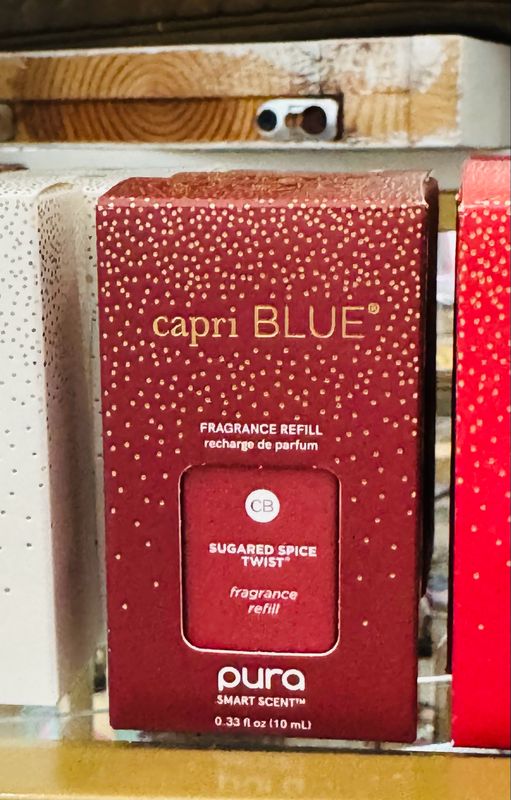 capri BLUE®
FRAGRANCE REFILL
recharge de parfum
CB
SUGARED SPICE
TWIST®
fragrance
refill
pura
SMART SCENT™
0.33 fl oz (10 mL)